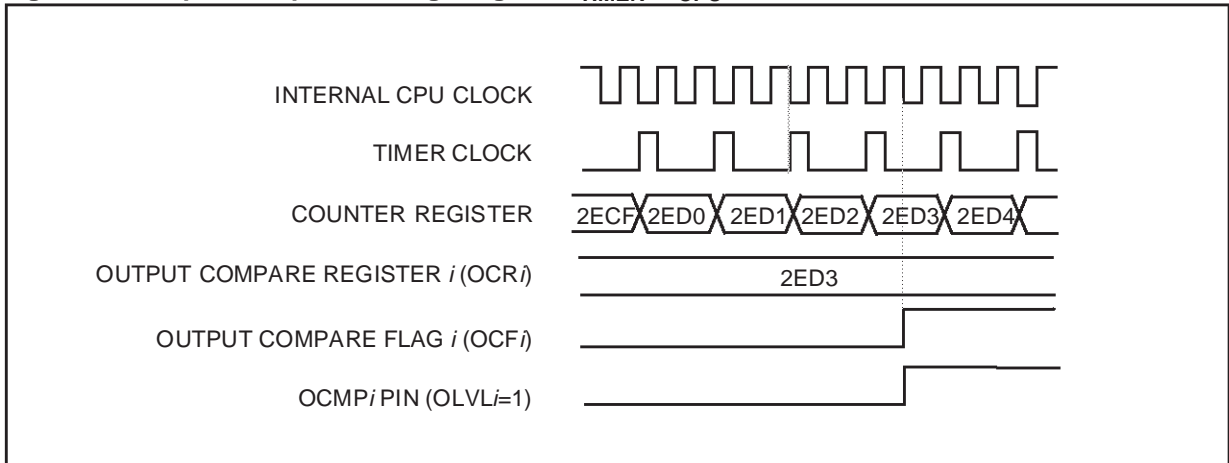 INTERNAL CPU CLOCK
TIMER CLOCK
COUNTER REGISTER
2ECF 2ED0 2ED1 2ED2 2ED3 2ED4
OUTPUT COMPARE REGISTER i (OCRi)
2ED3
OUTPUT COMPARE FLAG i (OCFi)
OCMPi PIN (OLVLi=1)